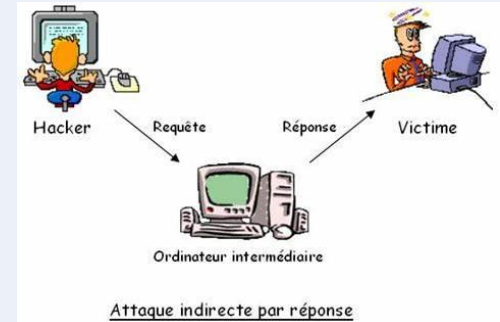 Hacker
Requête
Réponse
Victime
Ordinateur intermédiaire
Attaque indirecte par réponse